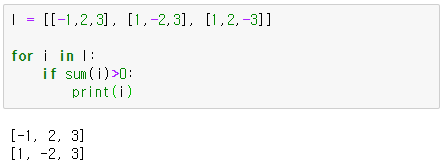 l = [[-1,2,3], [1,-2,3], [1,2,-3]]
for i in l:
    if sum(i)>0:
        print(i)
[-1, 2, 3]
[1, -2, 3]